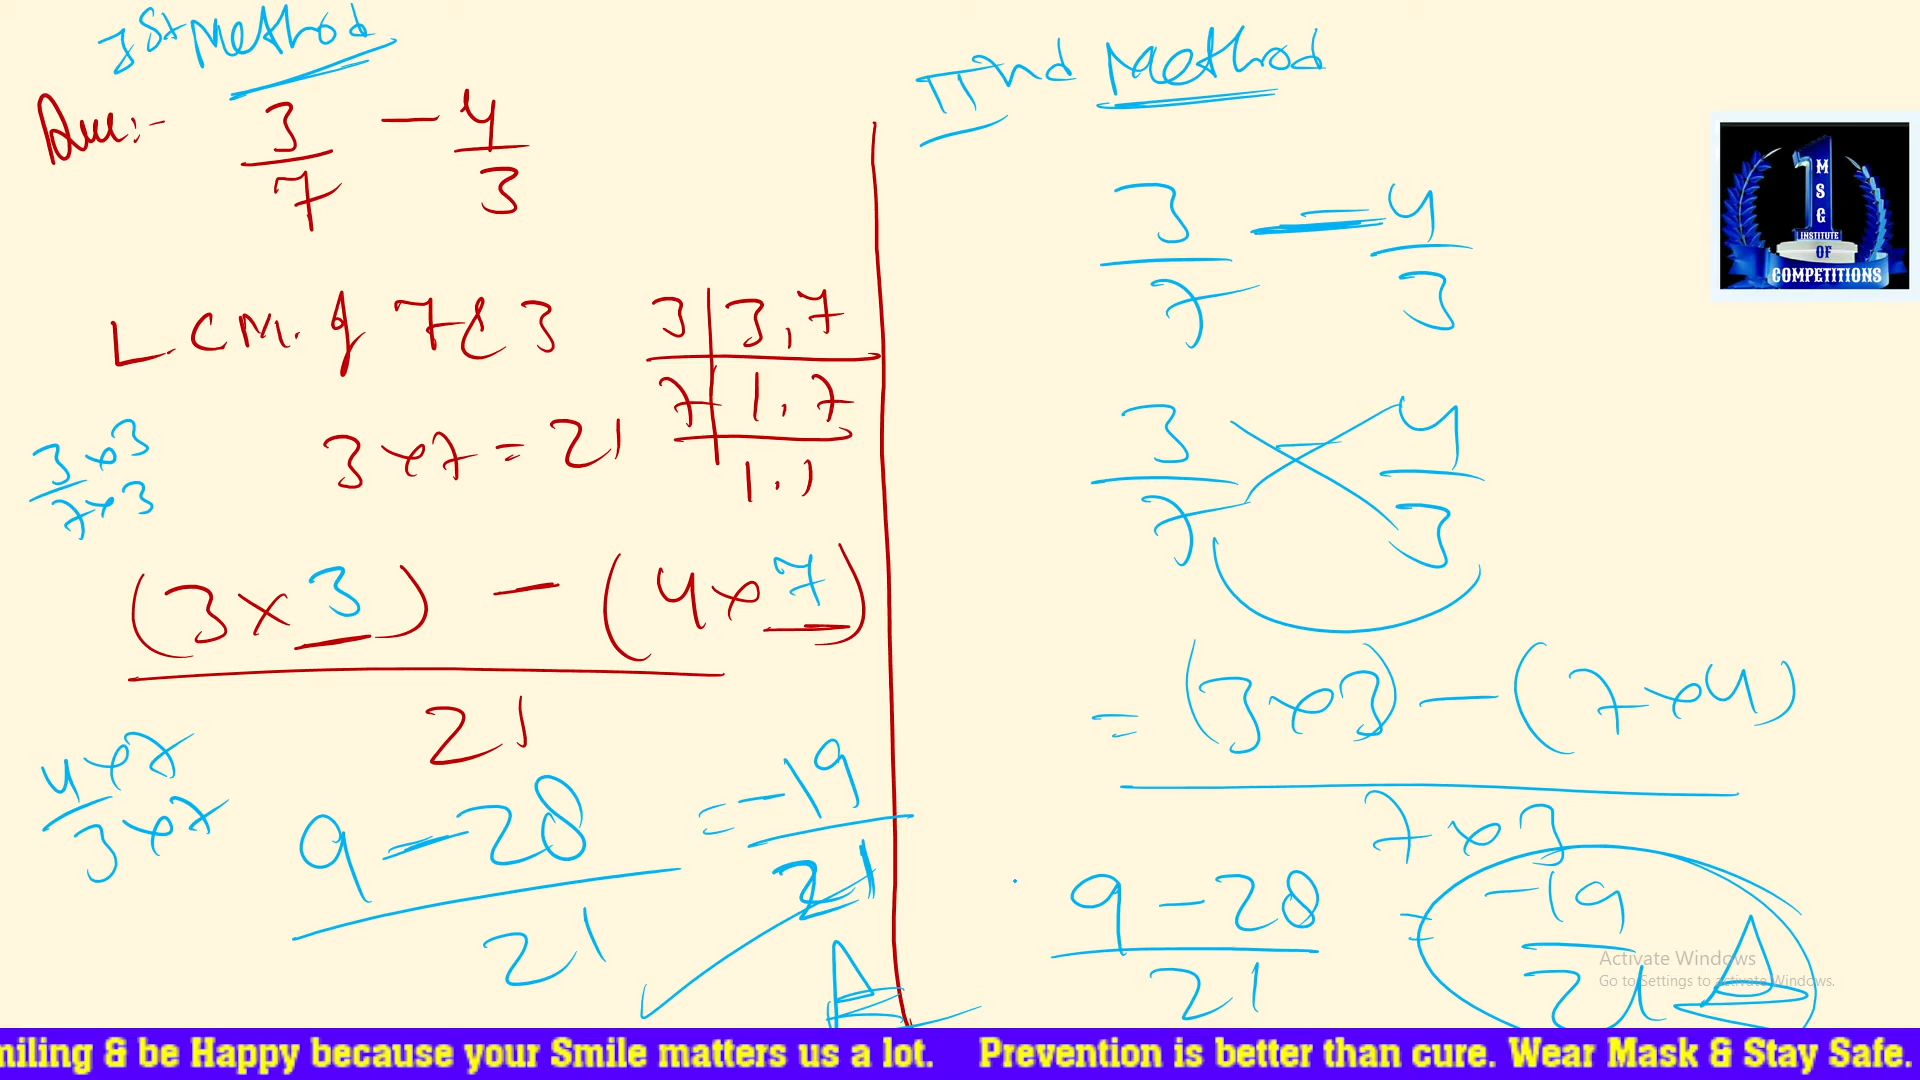 1st Method
Que:- 3/7 - 4/3
L.C.M. of 7 & 3
3 | 3, 7
7 | 1, 7
1, 1
3 × 7 = 21
3×3/7×3
(3 × 3) - (4 × 7)
21
4×7/3×7
9 - 28/21 = -19/21
A
IInd Method
3/7 - 4/3
3/7 - 4/3
= (3×3) - (7×4)
7×3
9 - 28/21 = -19/21 A
1
MSG
INSTITUTE
OF
COMPETITIONS
Activate Windows
Go to Settings to activate Windows.
miling & be Happy because your Smile matters us a lot. Prevention is better than cure. Wear Mask & Stay Safe.